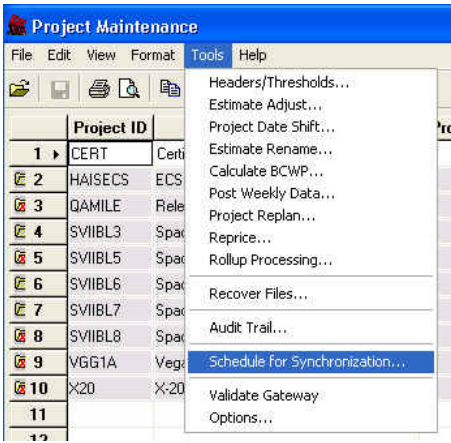 Project Maintenance
File Edit View Format Tools Help
Headers/Thresholds...
Estimate Adjust...
Project Date Shift...
Estimate Rename...
Calculate BCWP...
Post Weekly Data...
Project Replan...
Reprice...
Rollup Processing...
Recover Files...
Audit Trail...
Schedule for Synchronization...
Validate Gateway
Options...
Project ID
1 CERT Certi
2 HAISECS ECS
3 QAMILE Rele
4 SVIIBL3 Spac
5 SVIIBL5 Spac
6 SVIIBL6 Spac
7 SVIIBL7 Spac
8 SVIIBL8 Spac
9 VGG1A Vega
10 X20 X-20
11
12